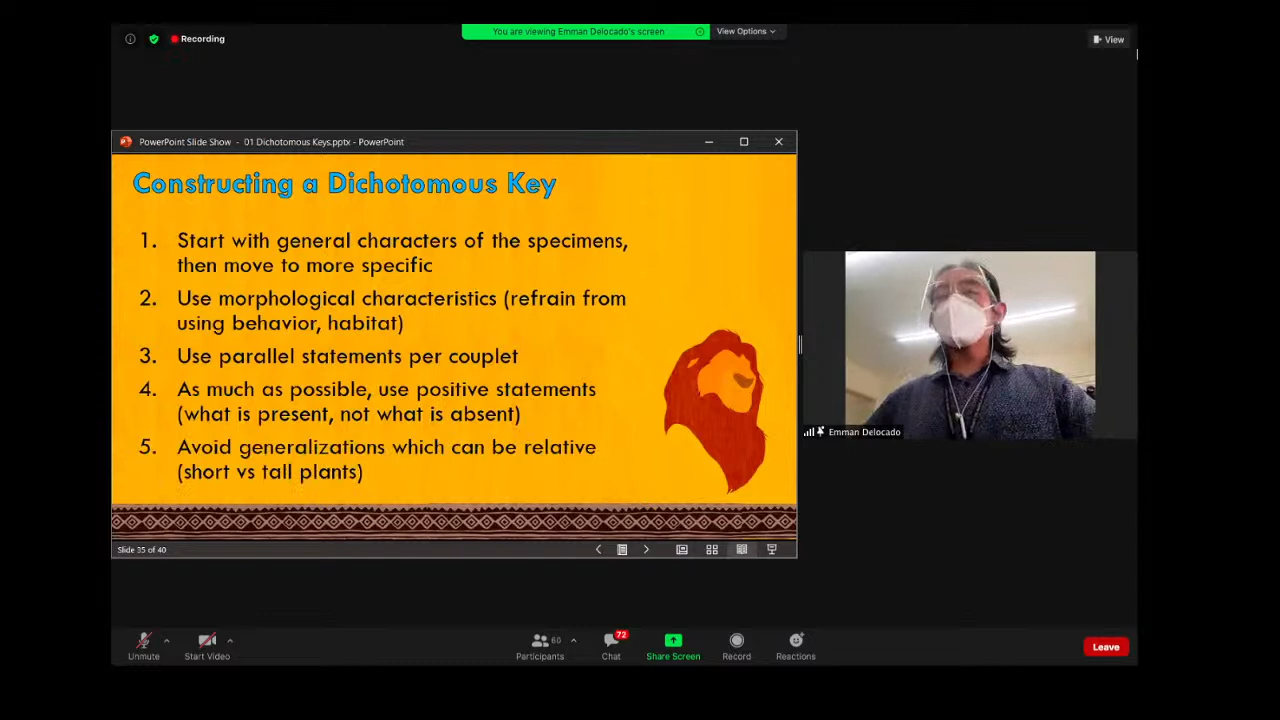 Recording
You are viewing Emman Delocado's screen
View Options
View
PowerPoint Slide Show - 01 Dichotomous Keys.pptx - PowerPoint
Constructing a Dichotomous Key
1. Start with general characters of the specimens,
then move to more specific
2. Use morphological characteristics (refrain from
using behavior, habitat)
3. Use parallel statements per couplet
4. As much as possible, use positive statements
(what is present, not what is absent)
5. Avoid generalizations which can be relative
(short vs tall plants)
Slide 35 of 40
Emman Delocado
Unmute
Start Video
Participants
60
Chat
72
Share Screen
Record
Reactions
Leave